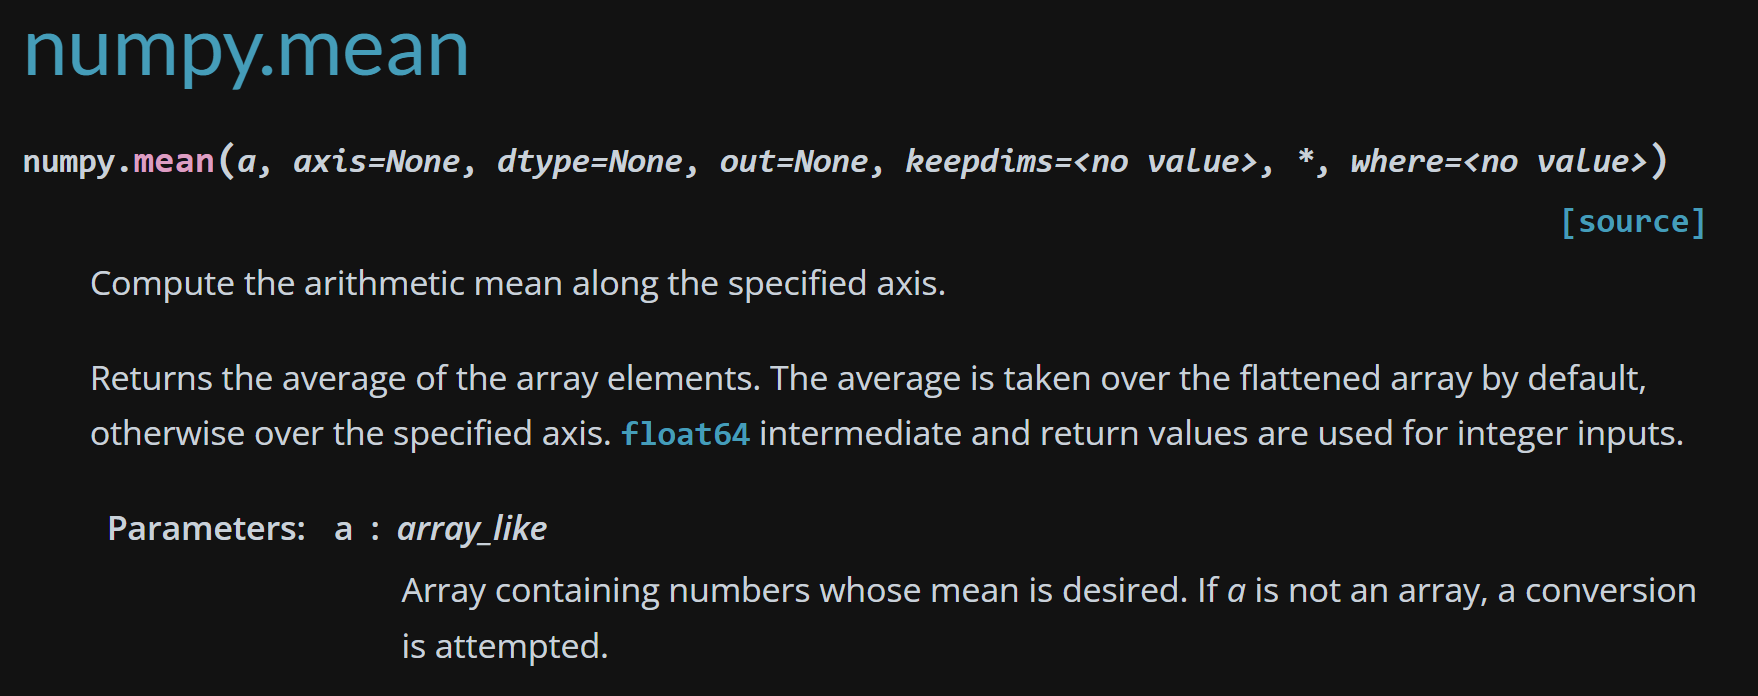 numpy.mean
numpy.mean(a, axis=None, dtype=None, out=None, keepdims=<no value>, *, where=<no value>)
[source]
Compute the arithmetic mean along the specified axis.
Returns the average of the array elements. The average is taken over the flattened array by default,
otherwise over the specified axis. float64 intermediate and return values are used for integer inputs.
Parameters: a : array_like
Array containing numbers whose mean is desired. If a is not an array, a conversion
is attempted.